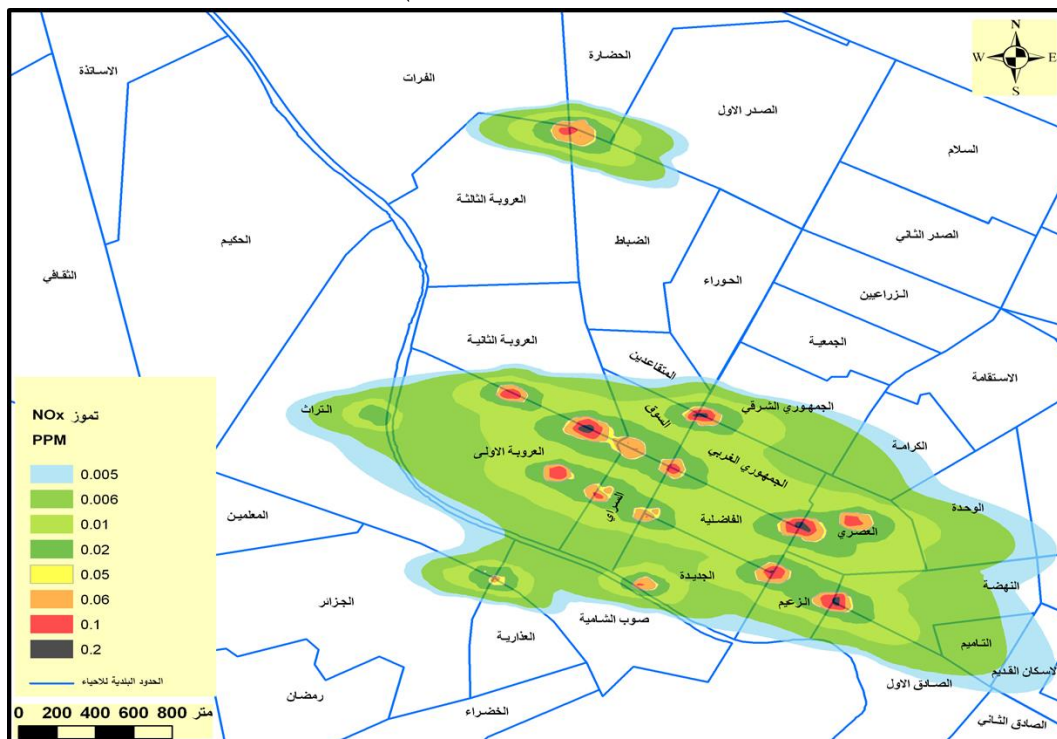 N
W E
S
الحضارة
الاساتذة
الفرات
الصدر الاول
السلام
العروبة الثالثة
الحكيم
الضباط
الصدر الثاني
الثقافي
الحوراء
الزراعيين
العروبة الثانية
الجمعية
المتقاعدين
الاستقامة
التراث
السوق
الجمهوري الشرقي
الكرامة
العروبة الاولى
الجمهوري الغربي
السراي
الفاضلية
العصري
الوحدة
المعلمين
الجديدة
النهضة
الزعيم
الجزائر
صوب الشامية
العذارية
التاميم
الاسكان القديم
الصادق الاول
رمضان
الخضراء
الصادق الثاني
تموز NOx
PPM
0.005
0.006
0.01
0.02
0.05
0.06
0.1
0.2
الحدود البلدية للاحياء
0 200 400 600 800 متر